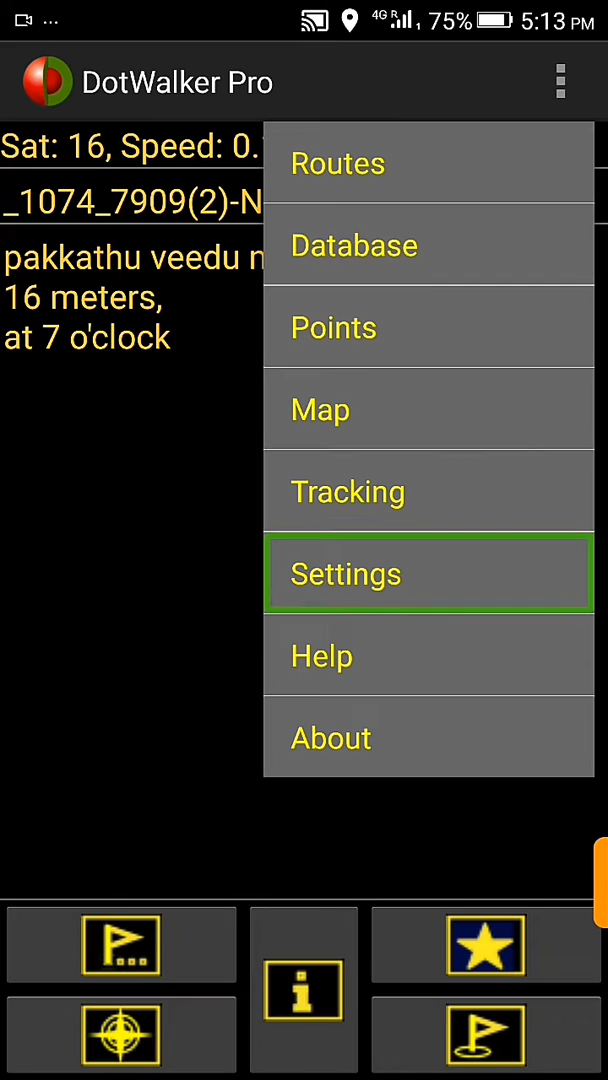 4G R 1 75% 5:13 PM
DotWalker Pro
Sat: 16, Speed: 0.
_1074_7909(2)-N
pakkathu veedu
16 meters,
at 7 o'clock
Routes
Database
Points
Map
Tracking
Settings
Help
About